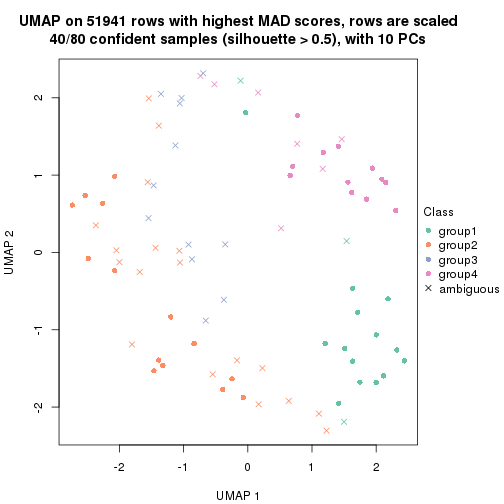 UMAP on 51941 rows with highest MAD scores, rows are scaled
40/80 confident samples (silhouette > 0.5), with 10 PCs
2
1
0
-1
-2
UMAP 2
-2
-1
0
1
2
UMAP 1
Class
group1
group2
group3
group4
ambiguous